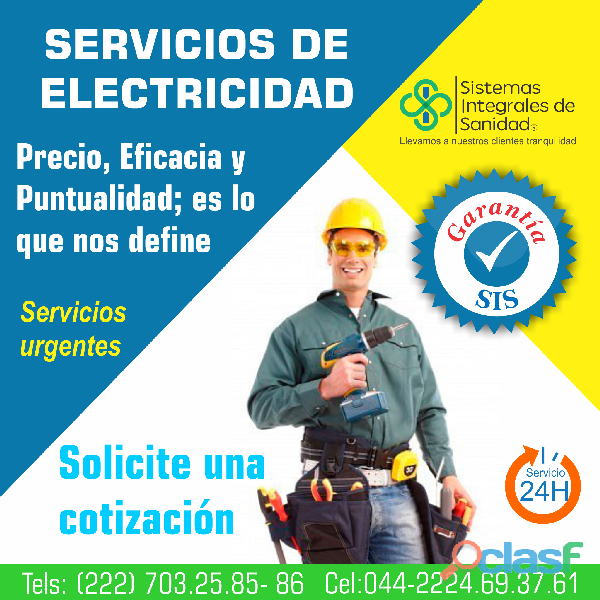 SERVICIOS DE
ELECTRICIDAD
Sistemas
Integrales de
Sanidad®
Llevamos a nuestros clientes tranquilidad
Precio, Eficacia y
Puntualidad; es lo
que nos define
Garantía
SIS
Servicios
urgentes
Solicite una
cotización
Servicio
24H
oclasf
Tels: (222) 703.25.85- 86 Cel:044-2224.69.37.61